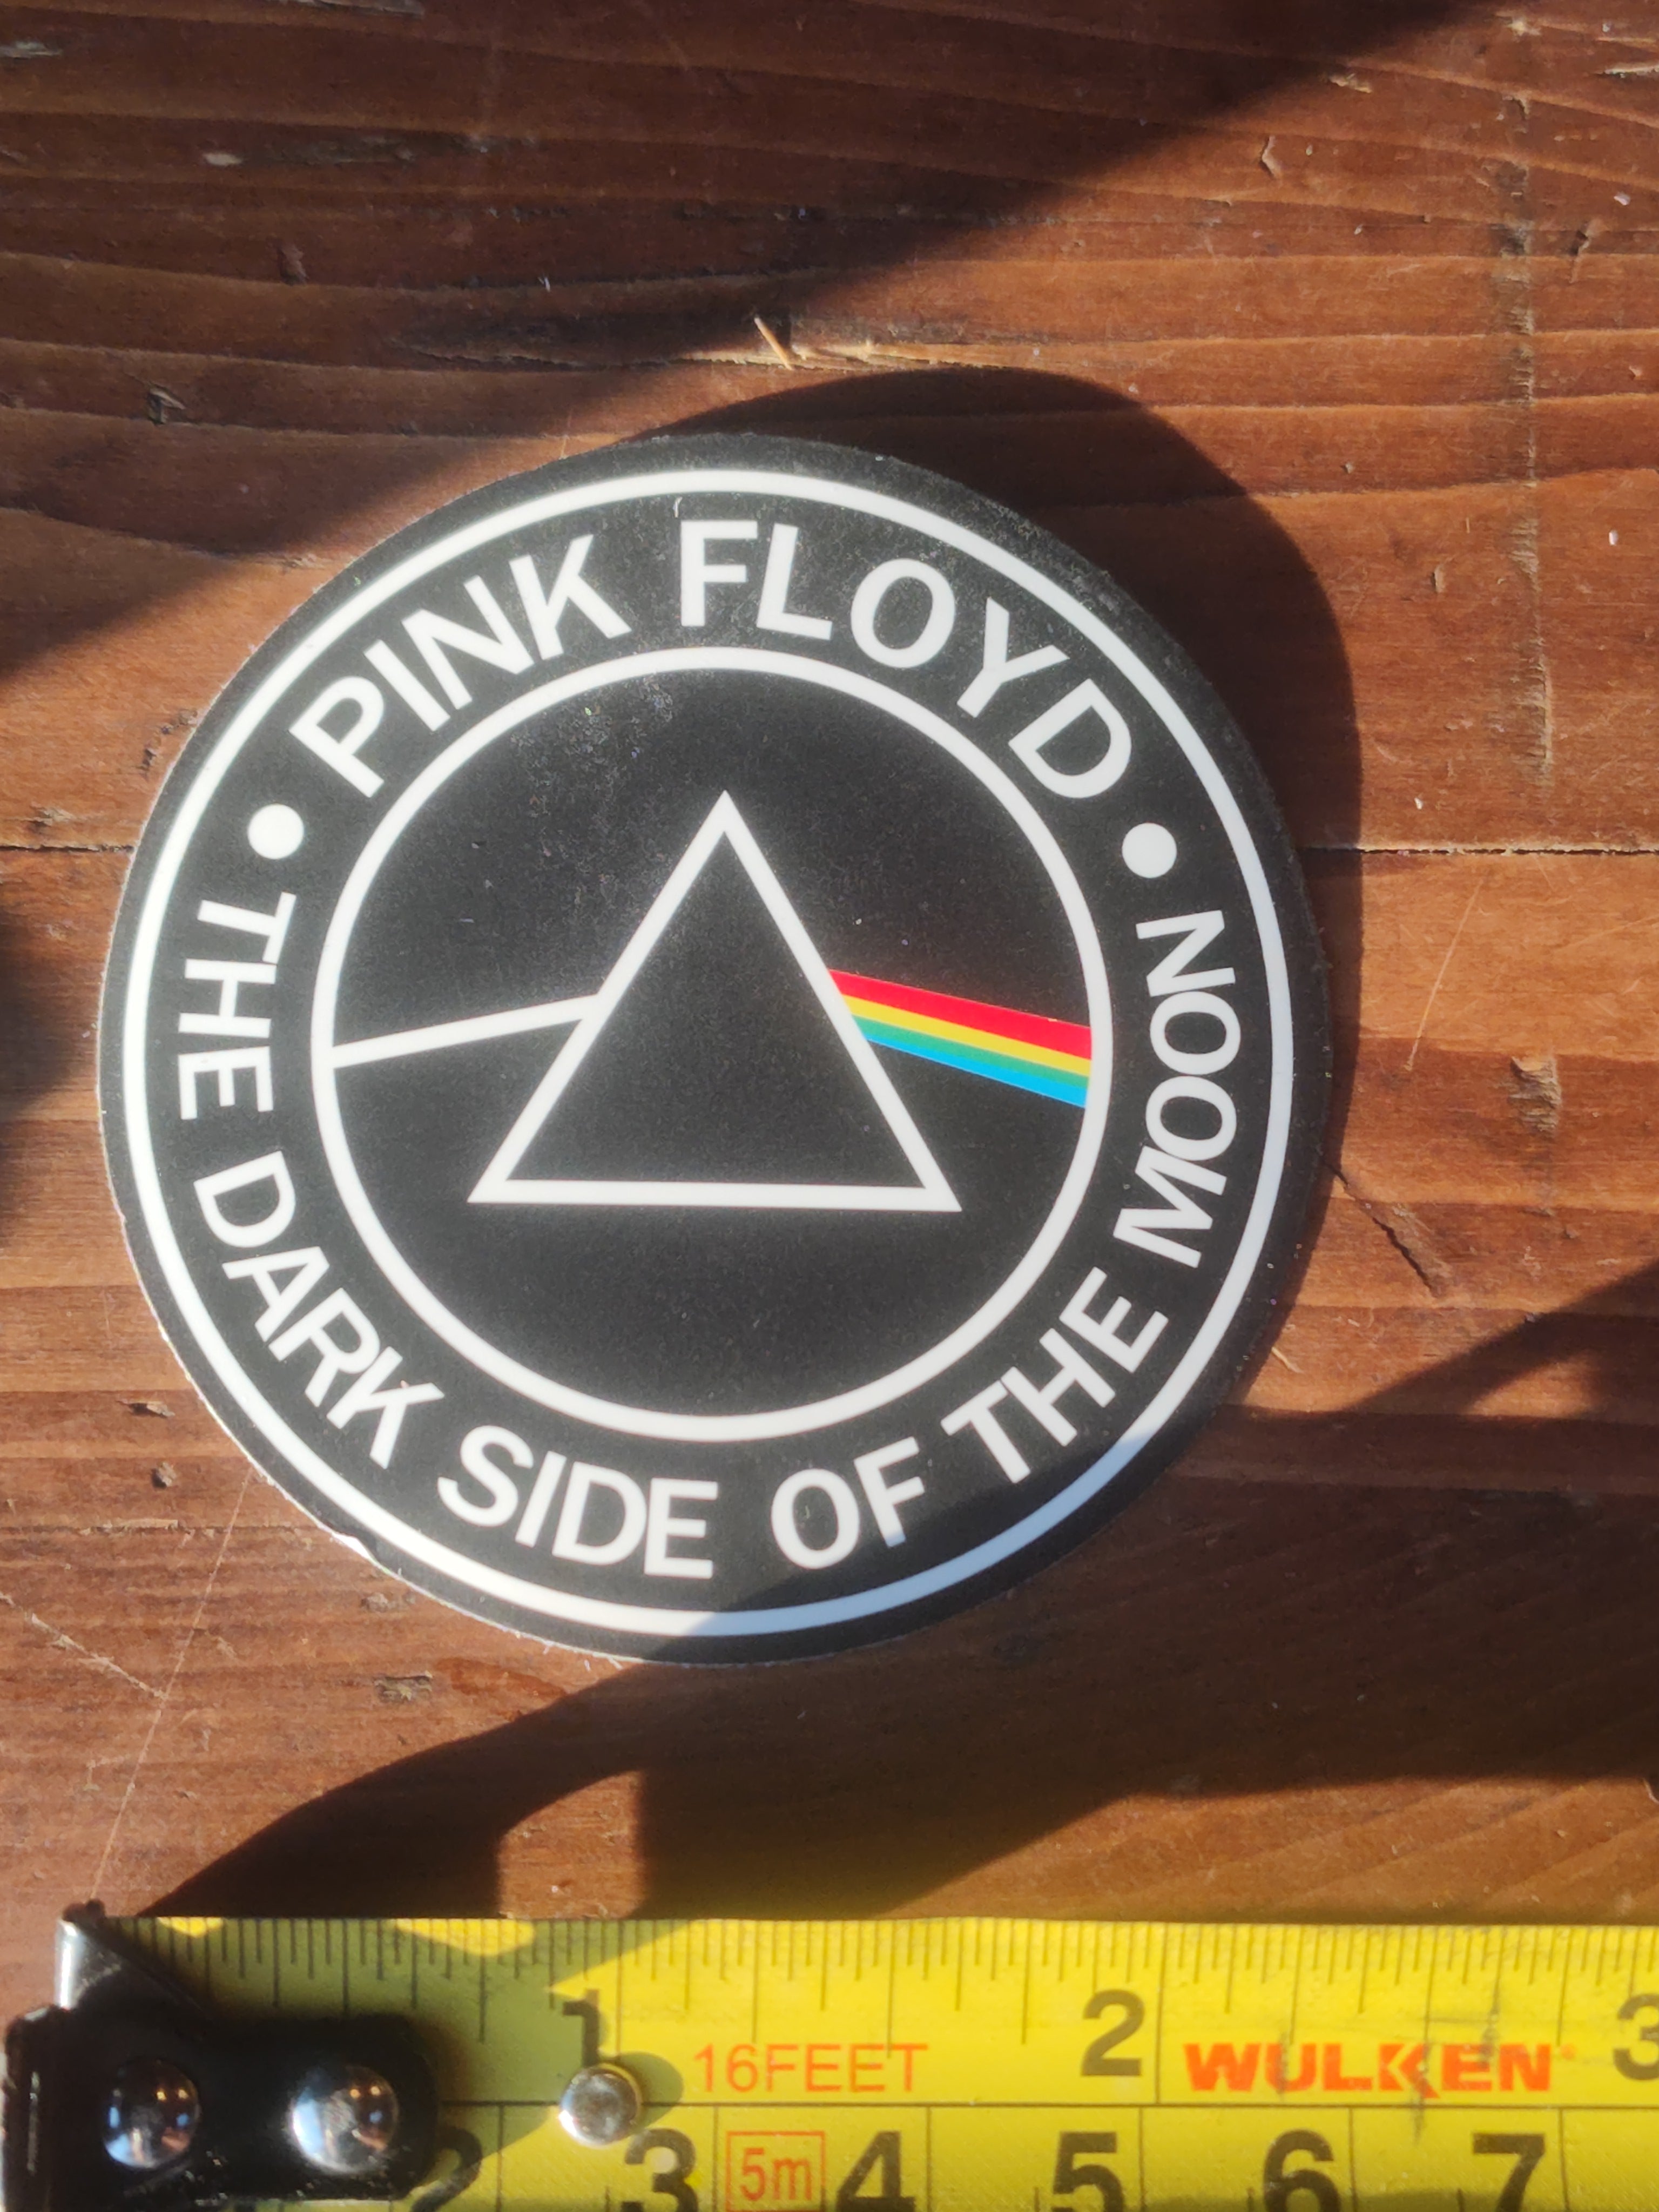 • PINK FLOYD •
THE DARK SIDE OF THE MOON
1 16FEET 2 WULKEN 3
2 3 5m 4 5 6 7